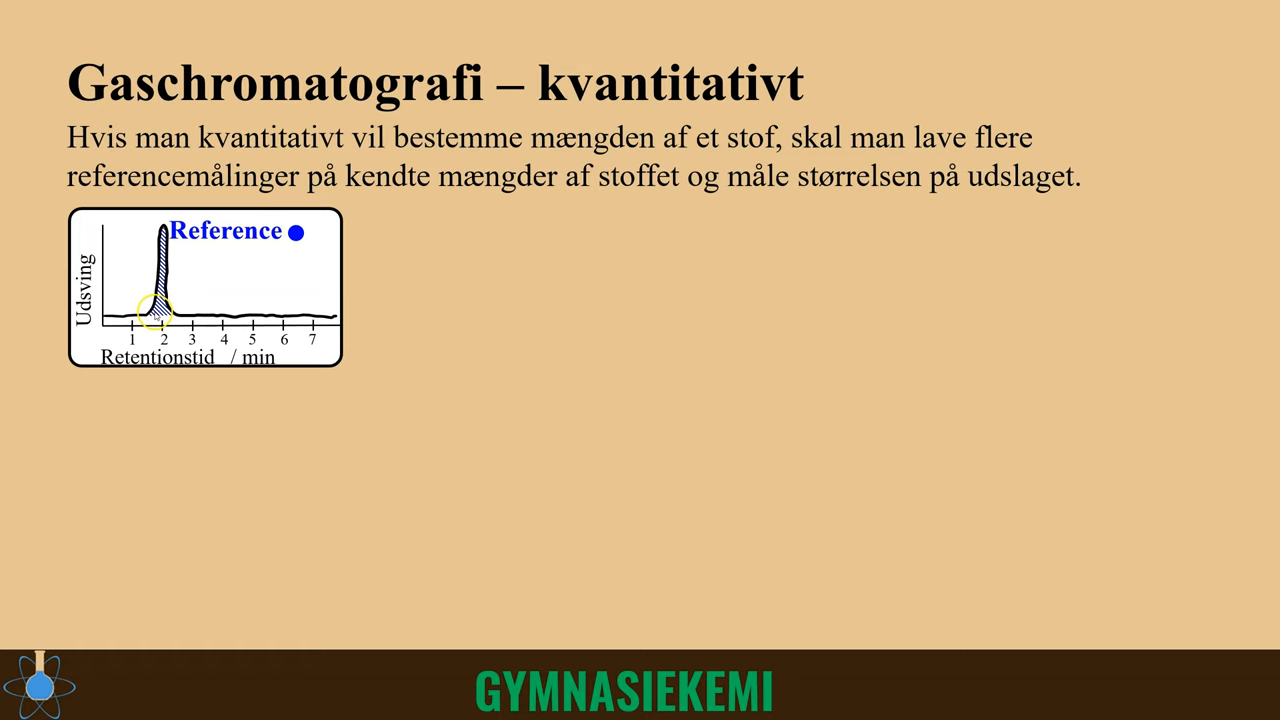 Gaschromatografi – kvantitativt
Hvis man kvantitativt vil bestemme mængden af et stof, skal man lave flere
referencemålinger på kendte mængder af stoffet og måle størrelsen på udslaget.
Reference
Udsving
1 2 3 4 5 6 7
Retentionstid / min
GYMNASIEKEMI